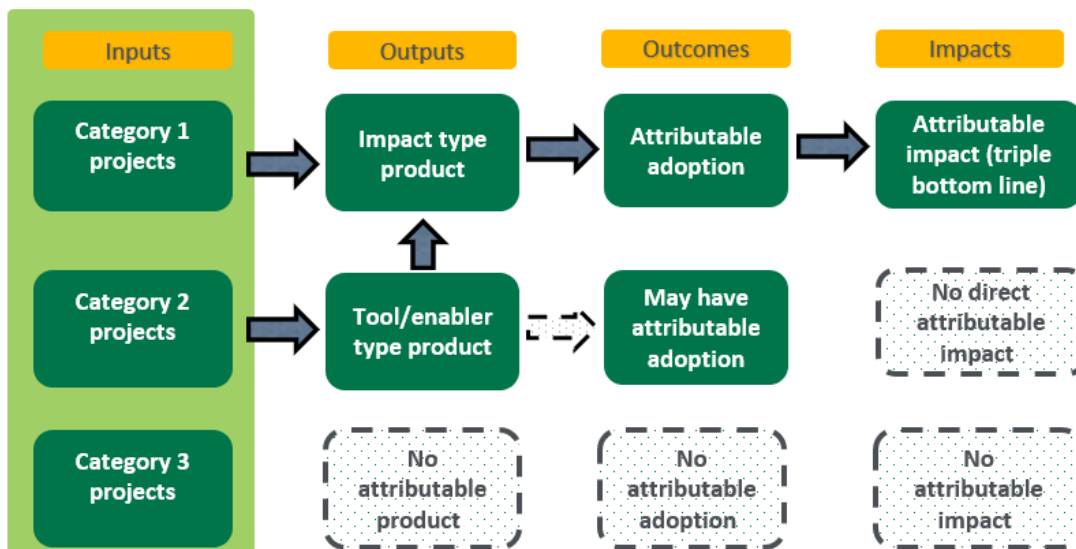 Inputs
Outputs
Outcomes
Impacts
Category 1
projects
Impact type
product
Attributable
adoption
Attributable
impact (triple
bottom line)
Category 2
projects
Tool/enabler
type product
May have
attributable
adoption
No direct
attributable
impact
Category 3
projects
No
attributable
product
No
attributable
adoption
No
attributable
impact